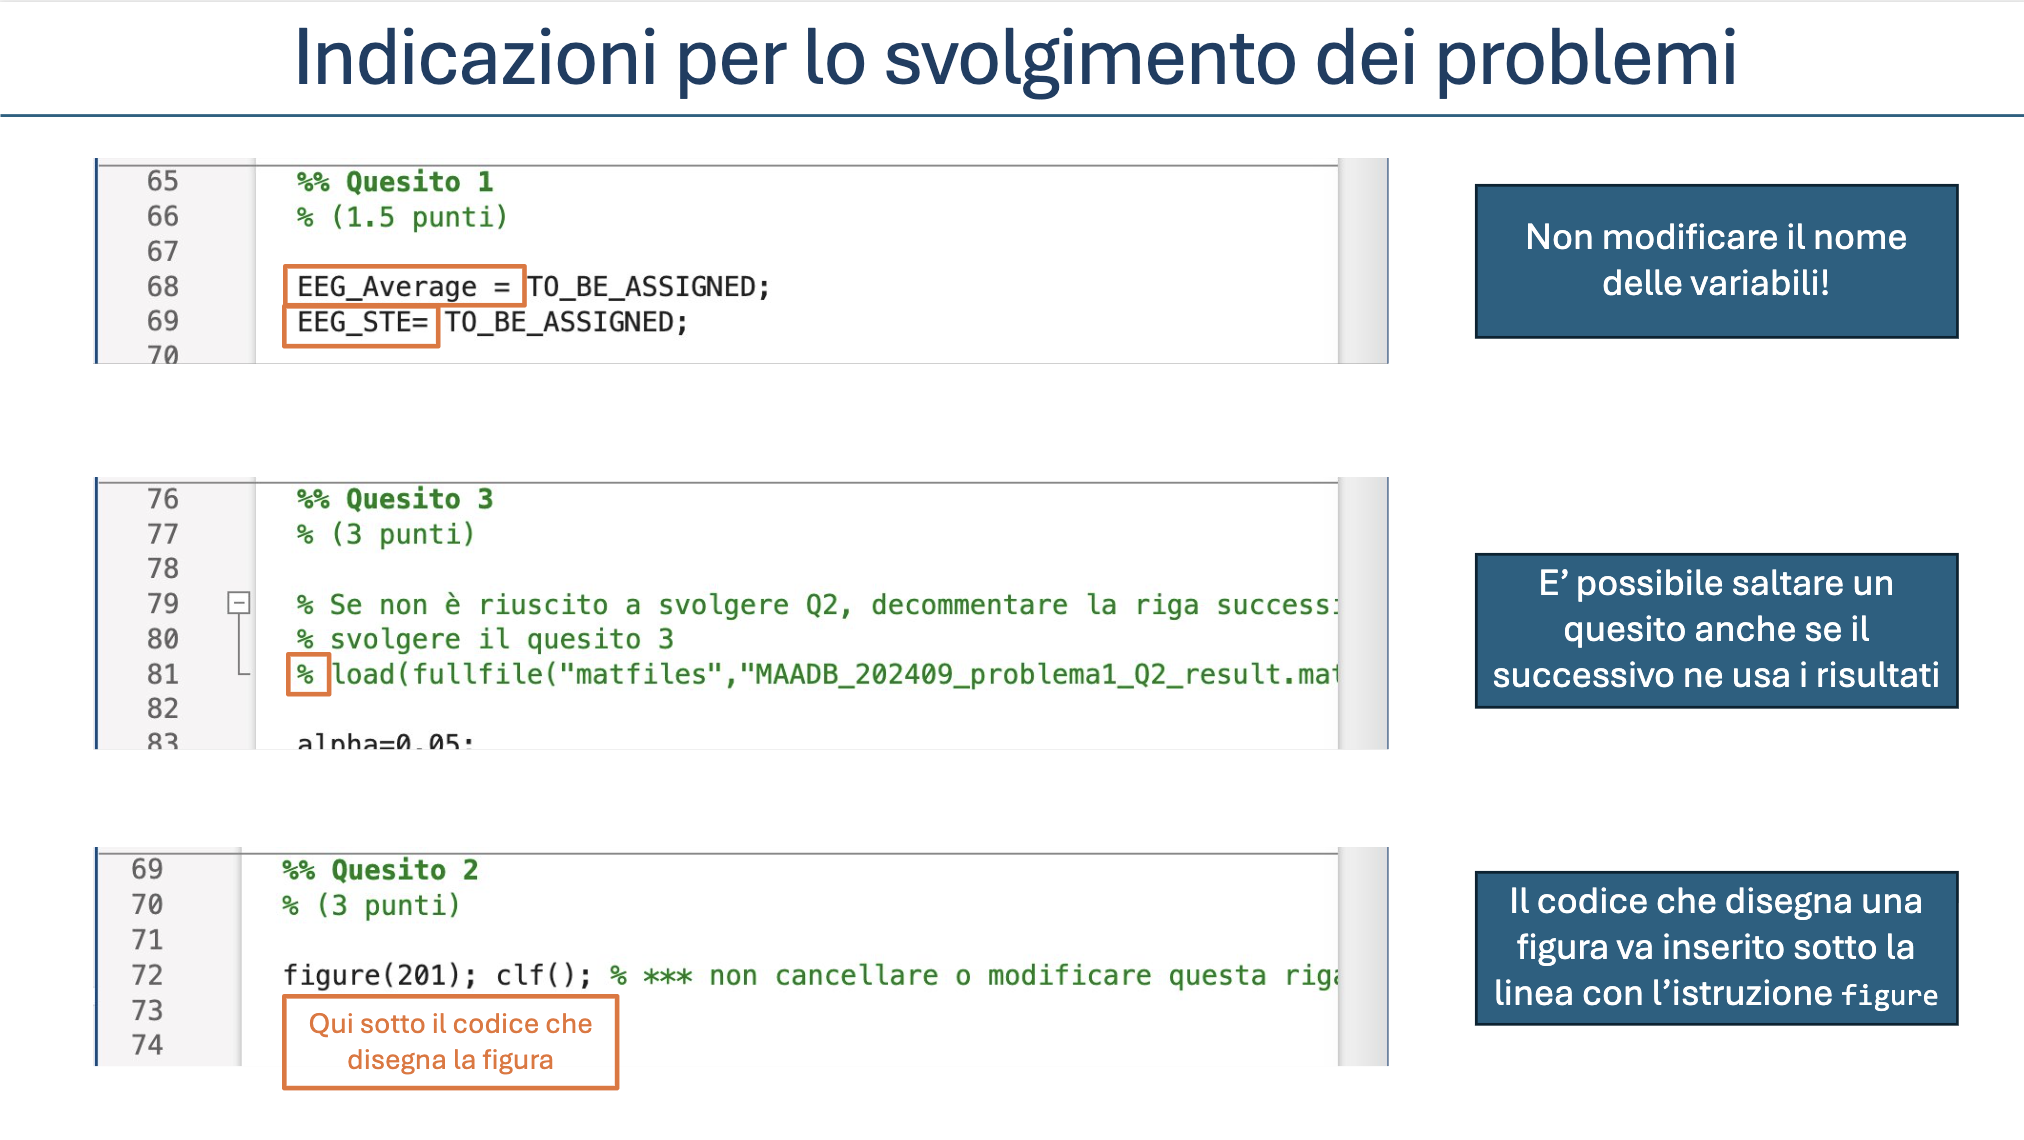 Indicazioni per lo svolgimento dei problemi
65 %% Quesito 1
66 % (1.5 punti)
67
68 EEG_Average = TO_BE_ASSIGNED;
69 EEG_STE= TO_BE_ASSIGNED;
70
Non modificare il nome
delle variabili!
76 %% Quesito 3
77 % (3 punti)
78
79 % Se non è riuscito a svolgere Q2, decommentare la riga successi
80 % svolgere il quesito 3
81 % load(fullfile("matfiles","MAADB_202409_problema1_Q2_result.mat
82
83 alpha=0.05;
E' possibile saltare un
quesito anche se il
successivo ne usa i risultati
69 %% Quesito 2
70 % (3 punti)
71
72 figure(201); clf(); % *** non cancellare o modificare questa riga
73
74
Qui sotto il codice che
disegna la figura
Il codice che disegna una
figura va inserito sotto la
linea con l'istruzione figure